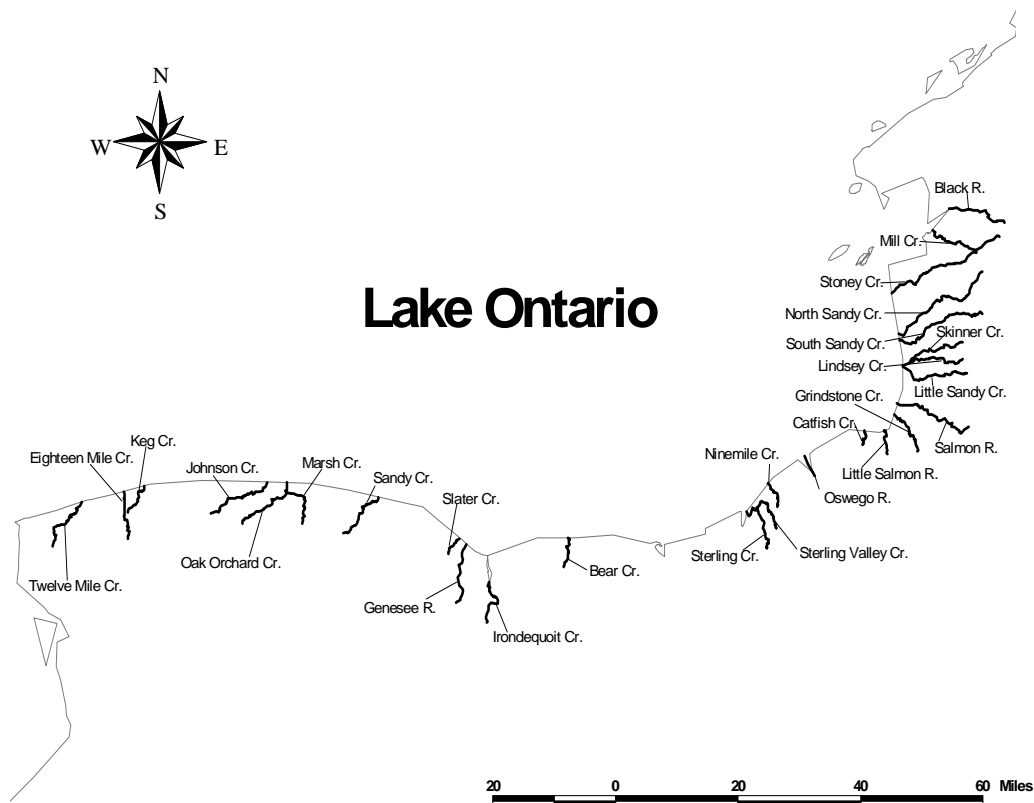 N
W E
S
Black R.
Mill Cr.
Stoney Cr.
Lake Ontario
North Sandy Cr.
Skinner Cr.
South Sandy Cr.
Lindsey Cr.
Little Sandy Cr.
Grindstone Cr.
Catfish Cr.
Salmon R.
Keg Cr.
Eighteen Mile Cr.
Ninemile Cr.
Marsh Cr.
Johnson Cr.
Little Salmon R.
Sandy Cr.
Slater Cr.
Oswego R.
Sterling Valley Cr.
Sterling Cr.
Oak Orchard Cr.
Bear Cr.
Twelve Mile Cr.
Genesee R.
Irondequoit Cr.
20 0 20 40 60 Miles